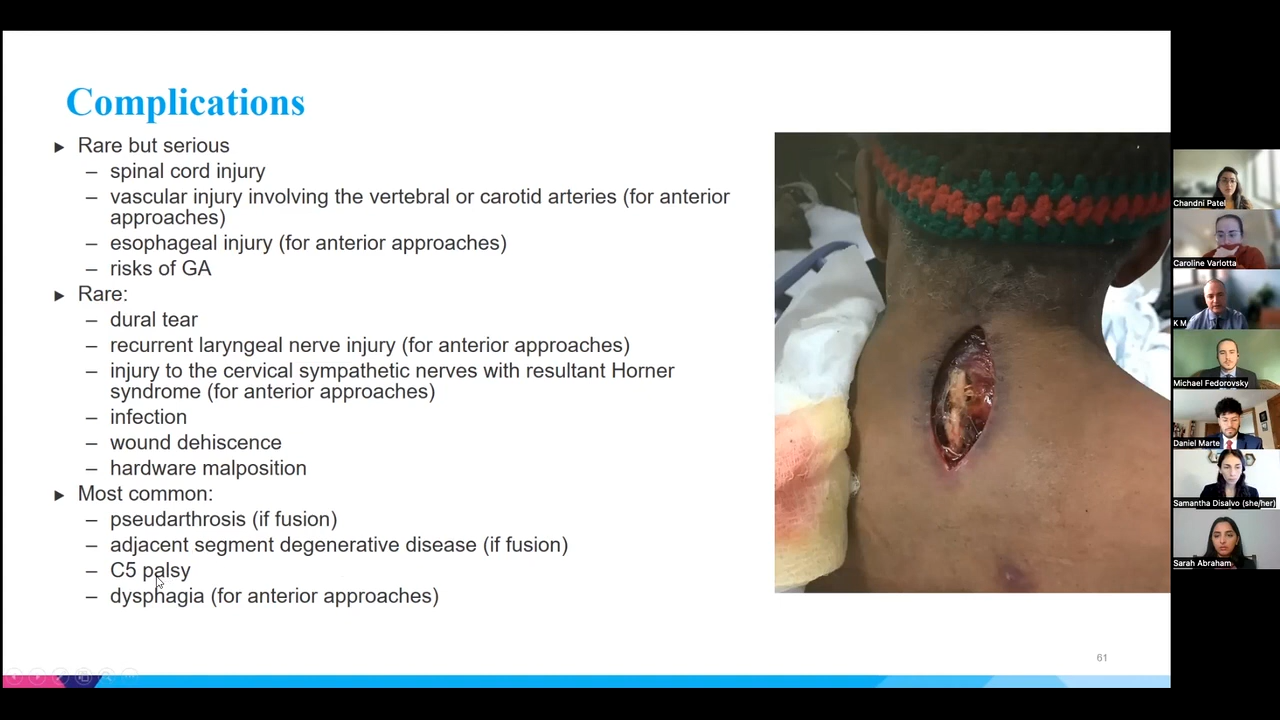 Complications
Rare but serious
– spinal cord injury
– vascular injury involving the vertebral or carotid arteries (for anterior
approaches)
– esophageal injury (for anterior approaches)
– risks of GA
Rare:
– dural tear
– recurrent laryngeal nerve injury (for anterior approaches)
– injury to the cervical sympathetic nerves with resultant Horner
syndrome (for anterior approaches)
– infection
– wound dehiscence
– hardware malposition
Most common:
– pseudarthrosis (if fusion)
– adjacent segment degenerative disease (if fusion)
– C5 palsy
– dysphagia (for anterior approaches)
61
Chandni Patel
Caroline Varlotta
K M
Michael Fedorovsky
Daniel Marte
Samantha Disalvo (she/her)
Sarah Abraham